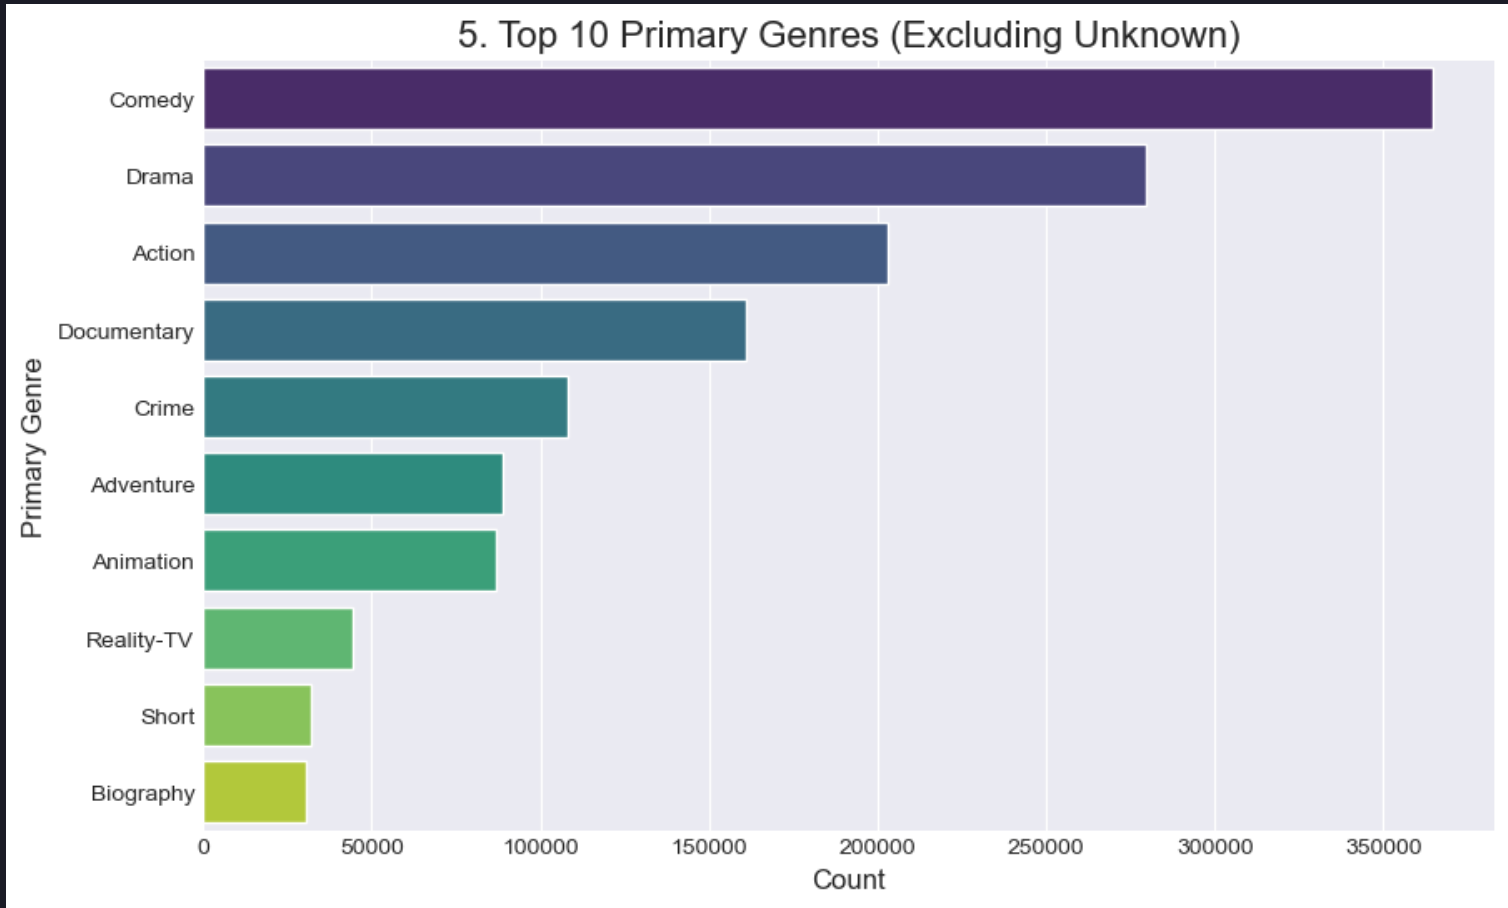 5. Top 10 Primary Genres (Excluding Unknown)
Primary Genre
Comedy
Drama
Action
Documentary
Crime
Adventure
Animation
Reality-TV
Short
Biography
0 50000 100000 150000 200000 250000 300000 350000
Count